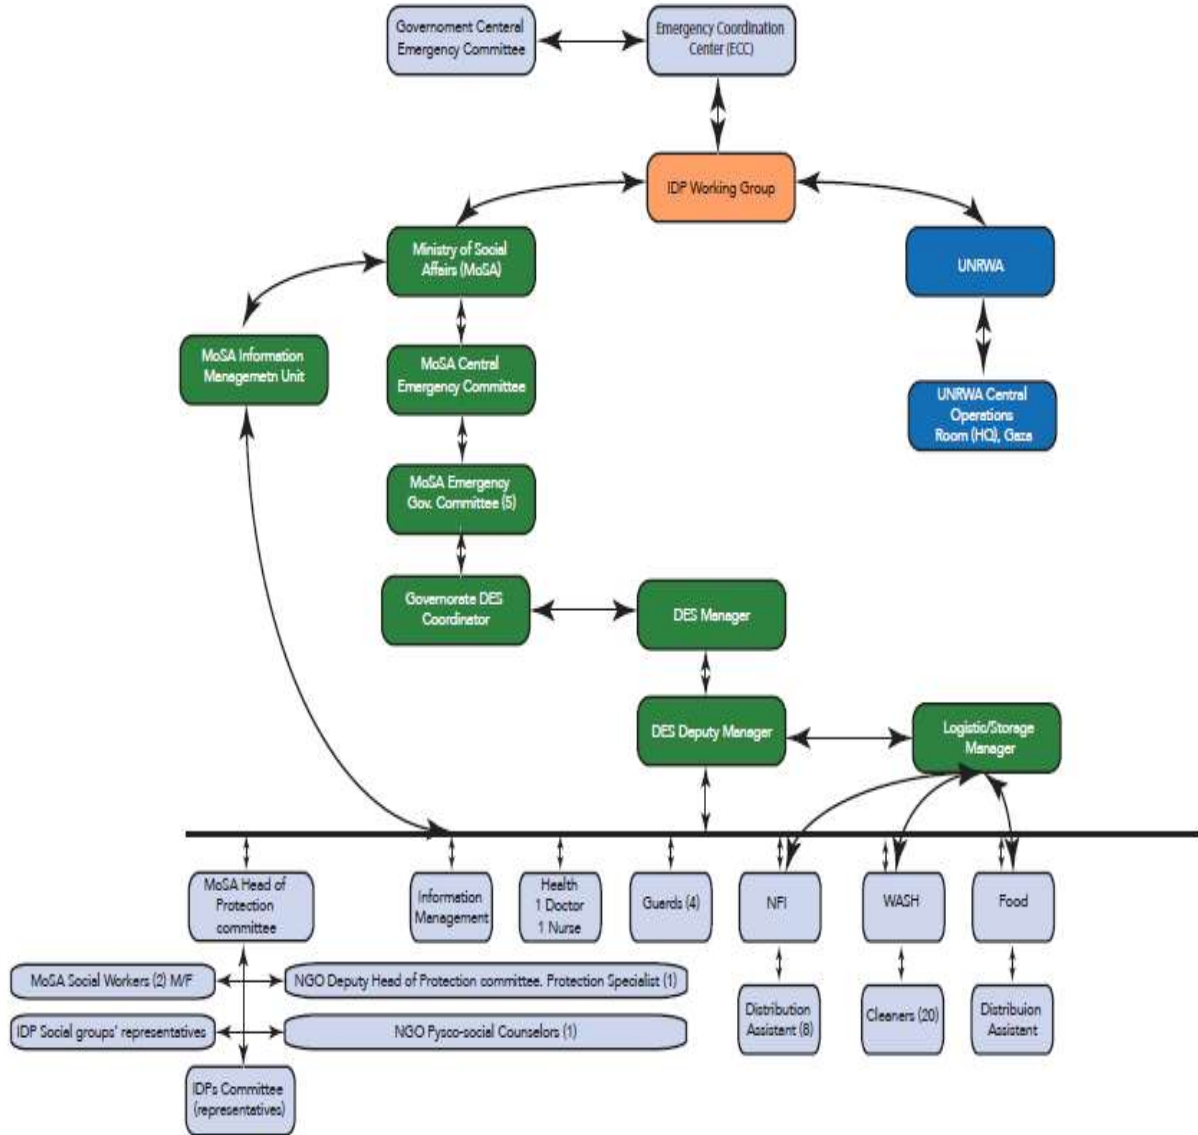 Governoment Centeral
Emergency Committee
Emergency Coordination
Center (ECC)
IDP Working Group
Ministry of Social
Affairs (MoSA)
UNRWA
MoSA Information
Managemetn Unit
MoSA Central
Emergency Committee
UNRWA Central
Operations
Room (HQ), Gaza
MoSA Emergency
Gov. Committee (5)
Governorate DES
Coordinator
DES Manager
DES Deputy Manager
Logistic/Storage
Manager
MoSA Head of
Protection
committee
Information
Management
Health
1 Doctor
1 Nurse
Guards (4)
NFI
WASH
Food
MoSA Social Workers (2) M/F
NGO Deputy Head of Protection committee. Protection Specialist (1)
IDP Social groups' representatives
NGO Pysco-social Counselors (1)
Distribution
Assistant (8)
Cleaners (20)
Distribuion
Assistant
IDPs Committee
(representatives)